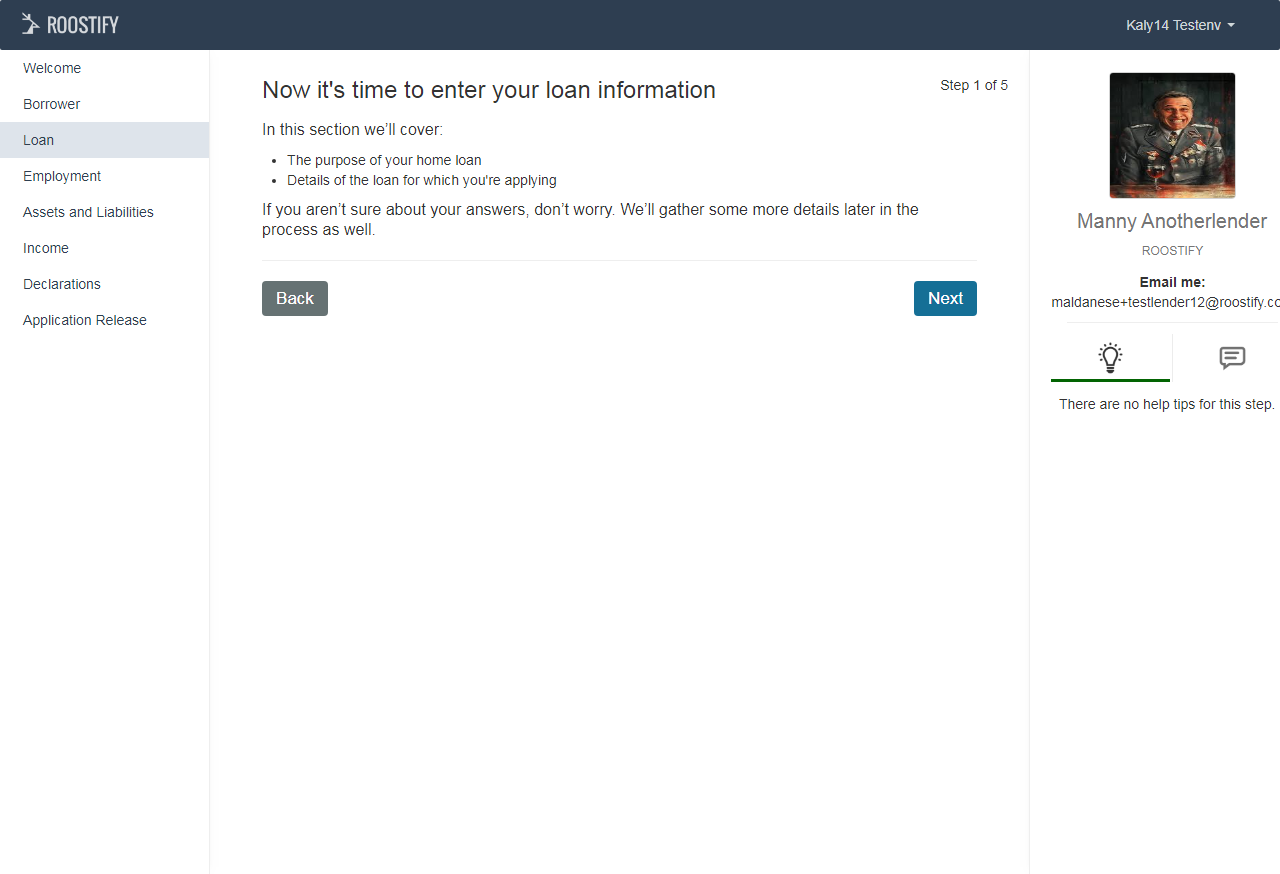 ROOSTIFY
Kaly14 Testenv
Welcome
Borrower
Loan
Employment
Assets and Liabilities
Income
Declarations
Application Release
Now it's time to enter your loan information
Step 1 of 5
In this section we’ll cover:
The purpose of your home loan
Details of the loan for which you're applying
If you aren’t sure about your answers, don’t worry. We’ll gather some more details later in the
process as well.
Back
Next
Manny Anotherlender
ROOSTIFY
Email me:
maldanese+testlender12@roostify.co
There are no help tips for this step.